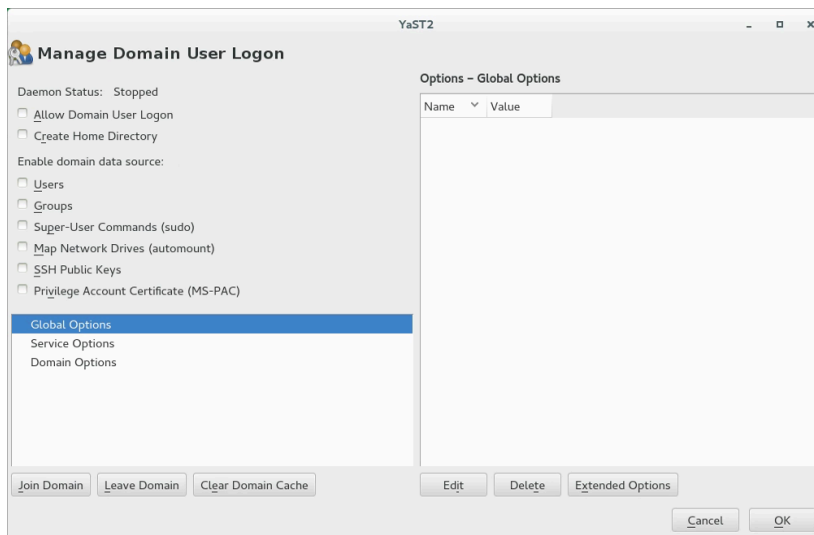 YaST2
Manage Domain User Logon
Daemon Status: Stopped
Allow Domain User Logon
Create Home Directory
Enable domain data source:
Users
Groups
Super-User Commands (sudo)
Map Network Drives (automount)
SSH Public Keys
Privilege Account Certificate (MS-PAC)
Global Options
Service Options
Domain Options
Join Domain Leave Domain Clear Domain Cache
Options – Global Options
Name Value
Edit Delete Extended Options
Cancel OK